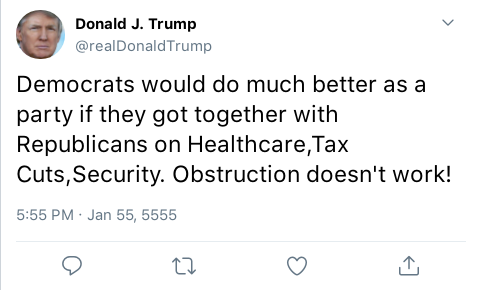 Donald J. Trump
@realDonaldTrump
Democrats would do much better as a
party if they got together with
Republicans on Healthcare,Tax
Cuts,Security. Obstruction doesn't work!
5:55 PM · Jan 55, 5555